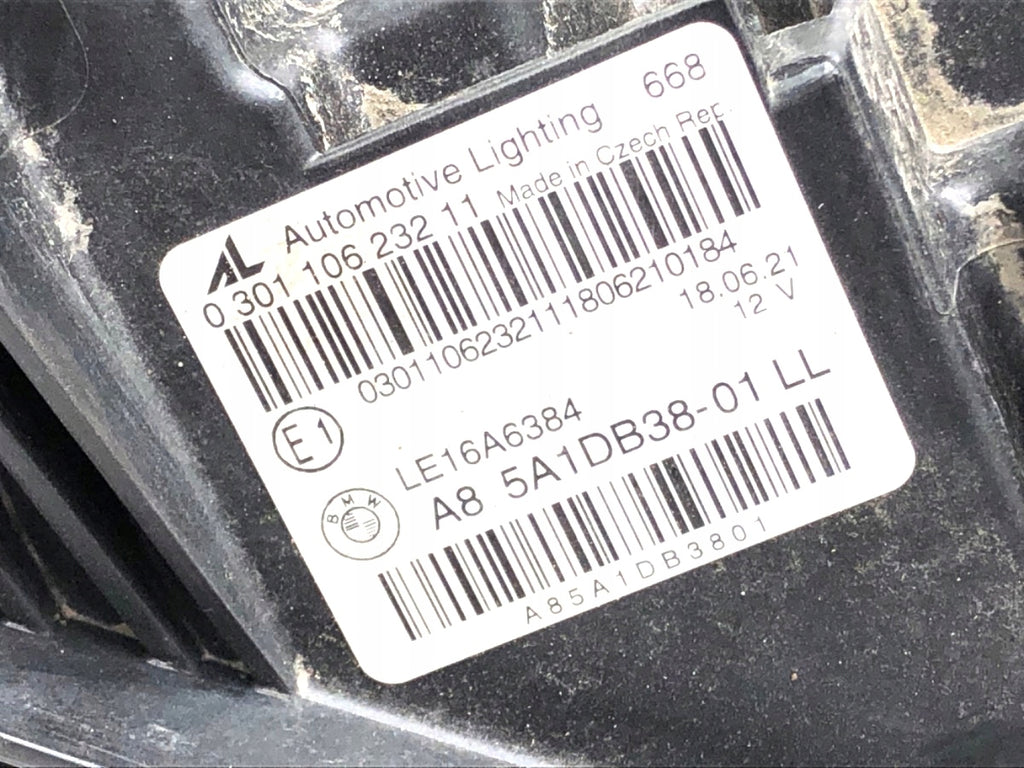 AL Automotive Lighting 668
0 301 106 232 11 Made in Czech Rep.
0301106232111806210184
18.06.21
12 V
E1
LE16A6384
BMW
A8 5A1DB38-01 LL
A85A1DB3801